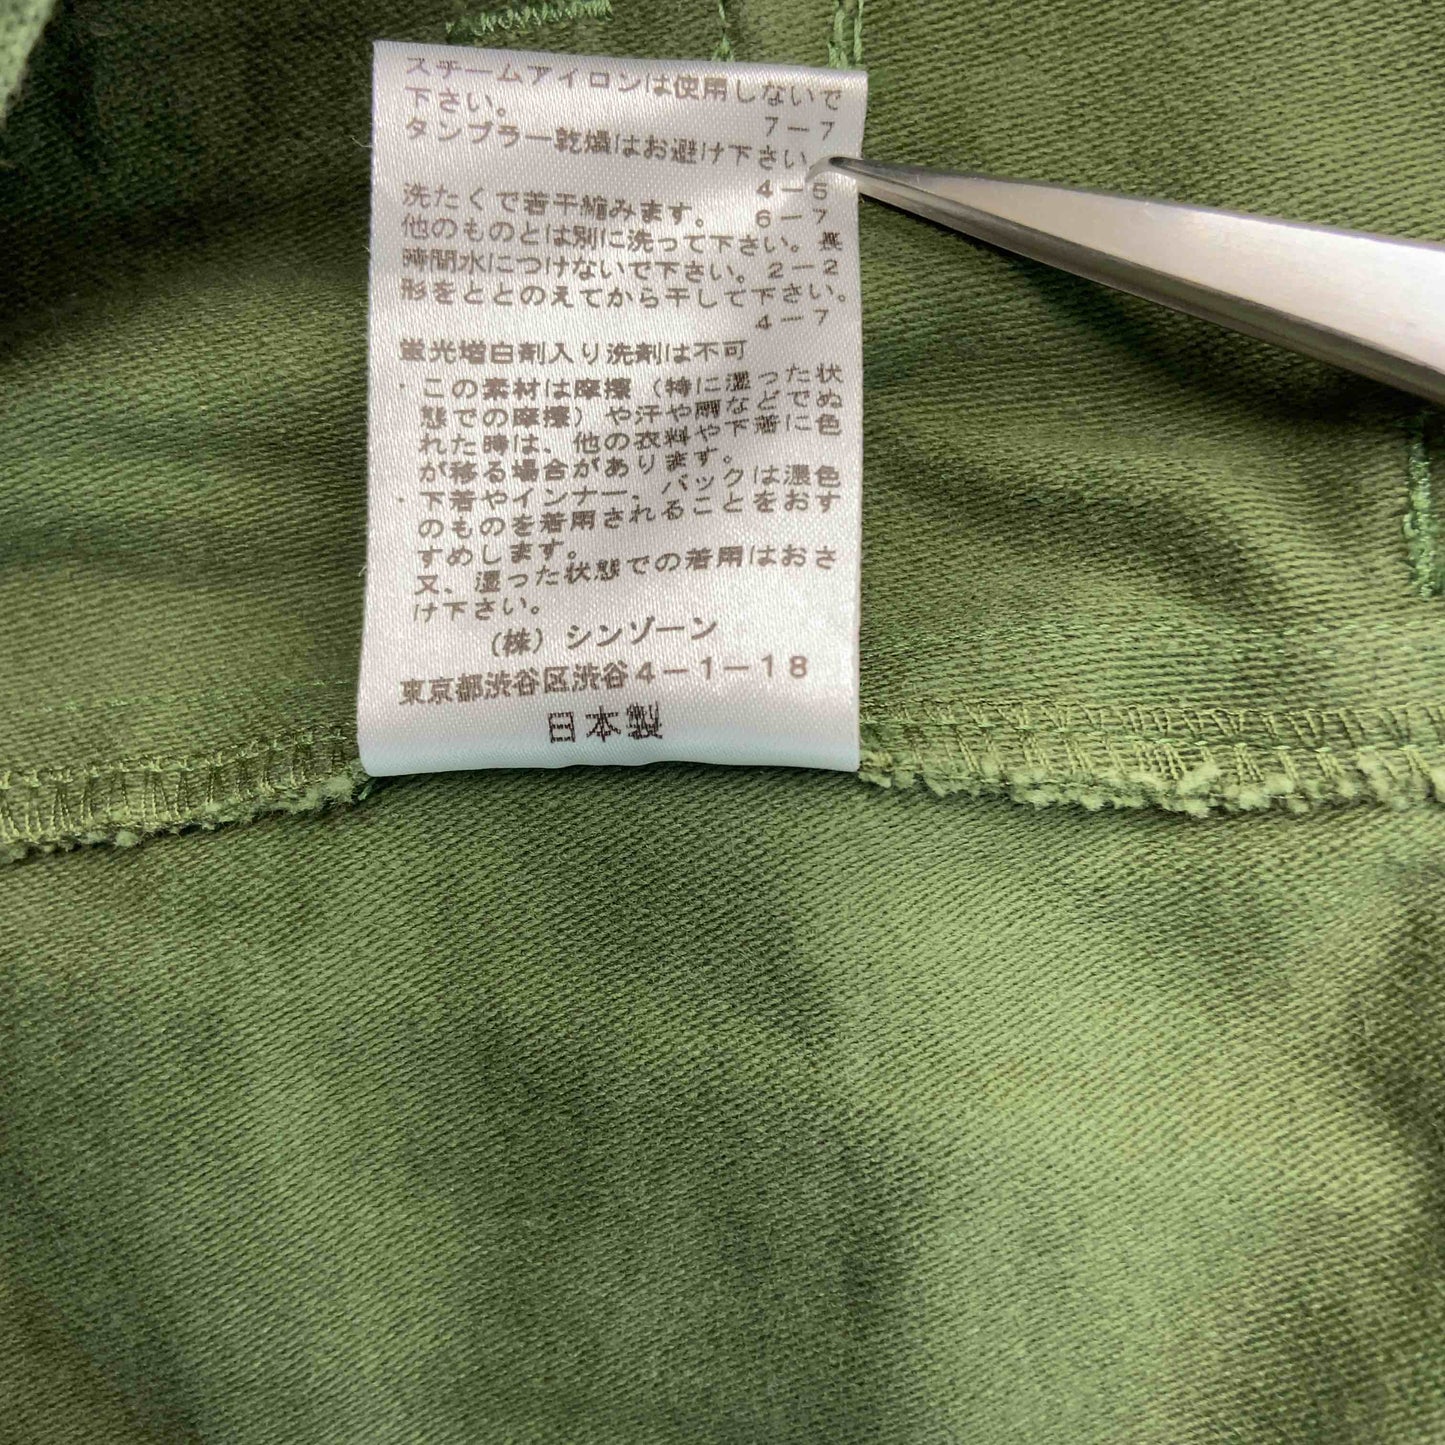 スチームアイロンは使用しないで
下さい。 7－7
タンブラー乾燥はお避け下さい。
4－5
洗たくで若干縮みます。 6－7
他のものとは別に洗って下さい。長
時間水につけないで下さい。2－2
形をととのえてから干して下さい。
4－7
蛍光増白剤入り洗剤は不可
・この素材は摩擦（特に湿った状
態での摩擦）や汗や雨などでぬ
れた時は、他の衣料や下着に色
が移る場合があります。
・下着やインナー、バックは濃色
のものを着用されることをおす
すめします。
又、湿った状態での着用はおさ
け下さい。
（株）シンゾーン
東京都渋谷区渋谷4－1－18
日本製